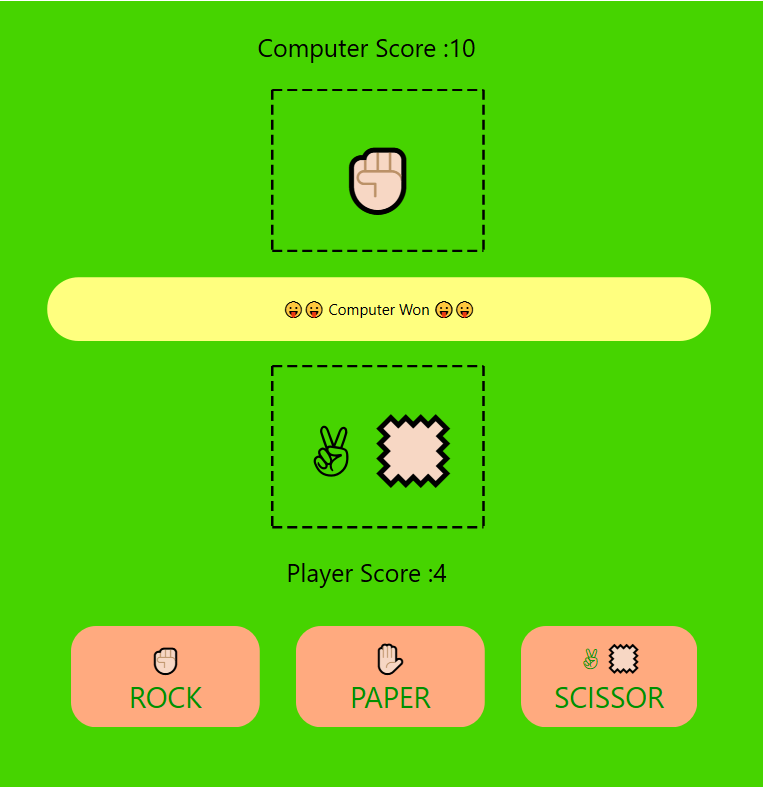 Computer Score :10
😛😛 Computer Won 😛😛
Player Score :4
ROCK
PAPER
SCISSOR